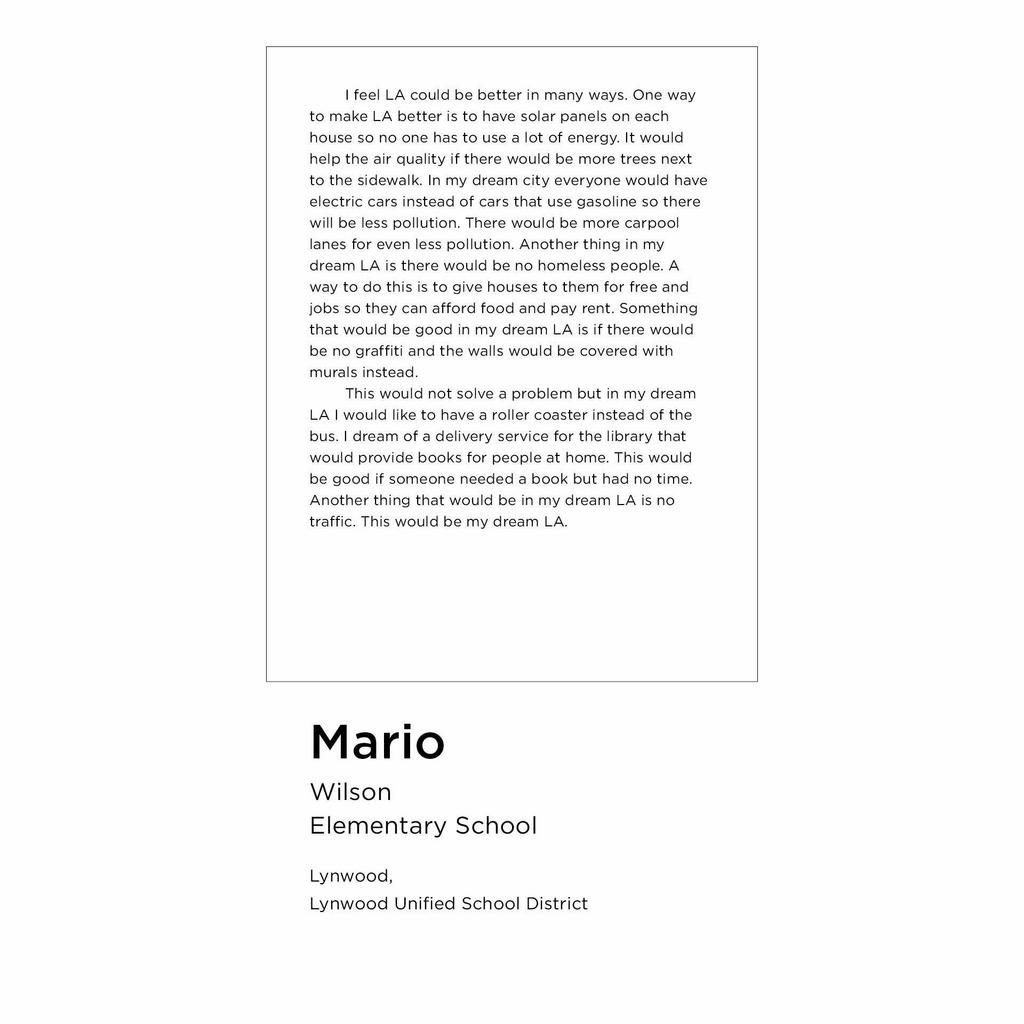 I feel LA could be better in many ways. One way
to make LA better is to have solar panels on each
house so no one has to use a lot of energy. It would
help the air quality if there would be more trees next
to the sidewalk. In my dream city everyone would have
electric cars instead of cars that use gasoline so there
will be less pollution. There would be more carpool
lanes for even less pollution. Another thing in my
dream LA is there would be no homeless people. A
way to do this is to give houses to them for free and
jobs so they can afford food and pay rent. Something
that would be good in my dream LA is if there would
be no graffiti and the walls would be covered with
murals instead.
This would not solve a problem but in my dream
LA I would like to have a roller coaster instead of the
bus. I dream of a delivery service for the library that
would provide books for people at home. This would
be good if someone needed a book but had no time.
Another thing that would be in my dream LA is no
traffic. This would be my dream LA.
Mario
Wilson
Elementary School
Lynwood,
Lynwood Unified School District